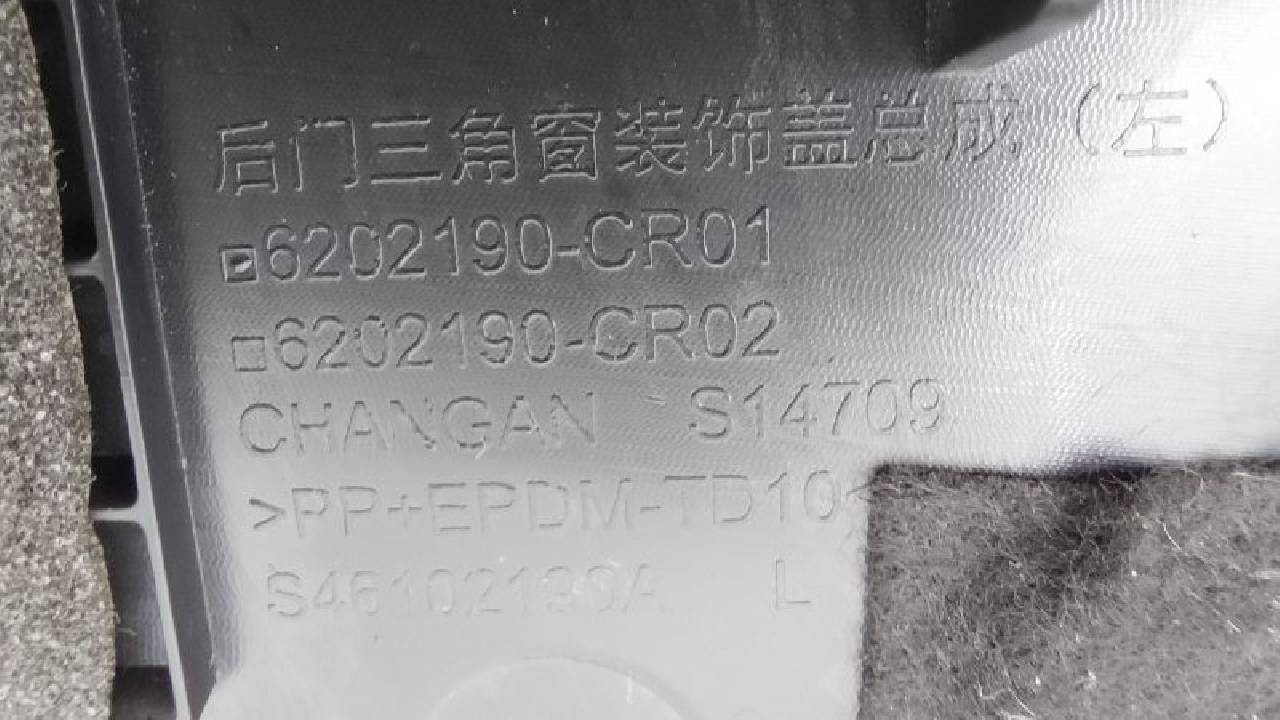 后门三角窗装饰盖总成（左）
6202190-CR01
6202190-CR02
CHANGAN S14709
>PP+EPDM-TD10<
S46102190A L